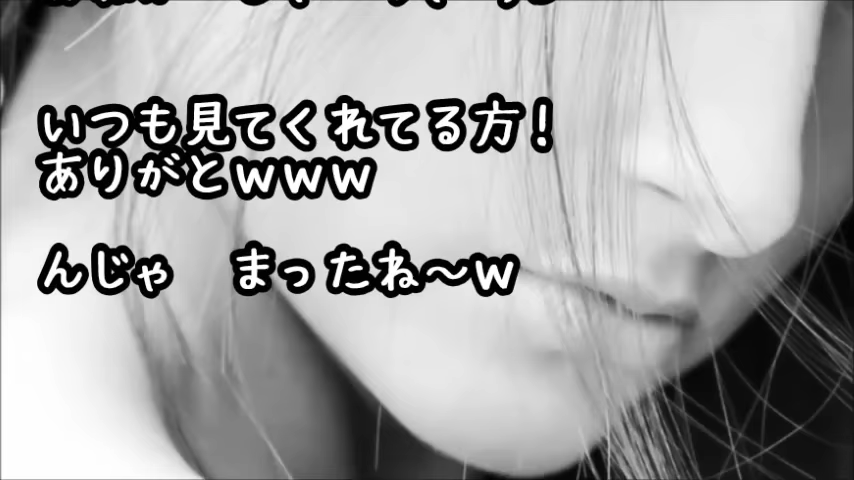 いつも見てくれてる方！
ありがとｗｗｗ
んじゃ　まったね～ｗ